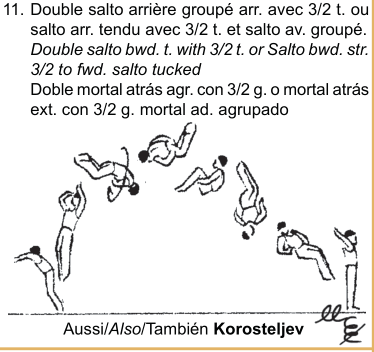 11. Double salto arrière groupé arr. avec 3/2 t. ou
salto arr. tendu avec 3/2 t. et salto av. groupé.
Double salto bwd. t. with 3/2 t. or Salto bwd. str.
3/2 to fwd. salto tucked
Doble mortal atrás agr. con 3/2 g. o mortal atrás
ext. con 3/2 g. mortal ad. agrupado
Aussi/Also/También Korosteljev